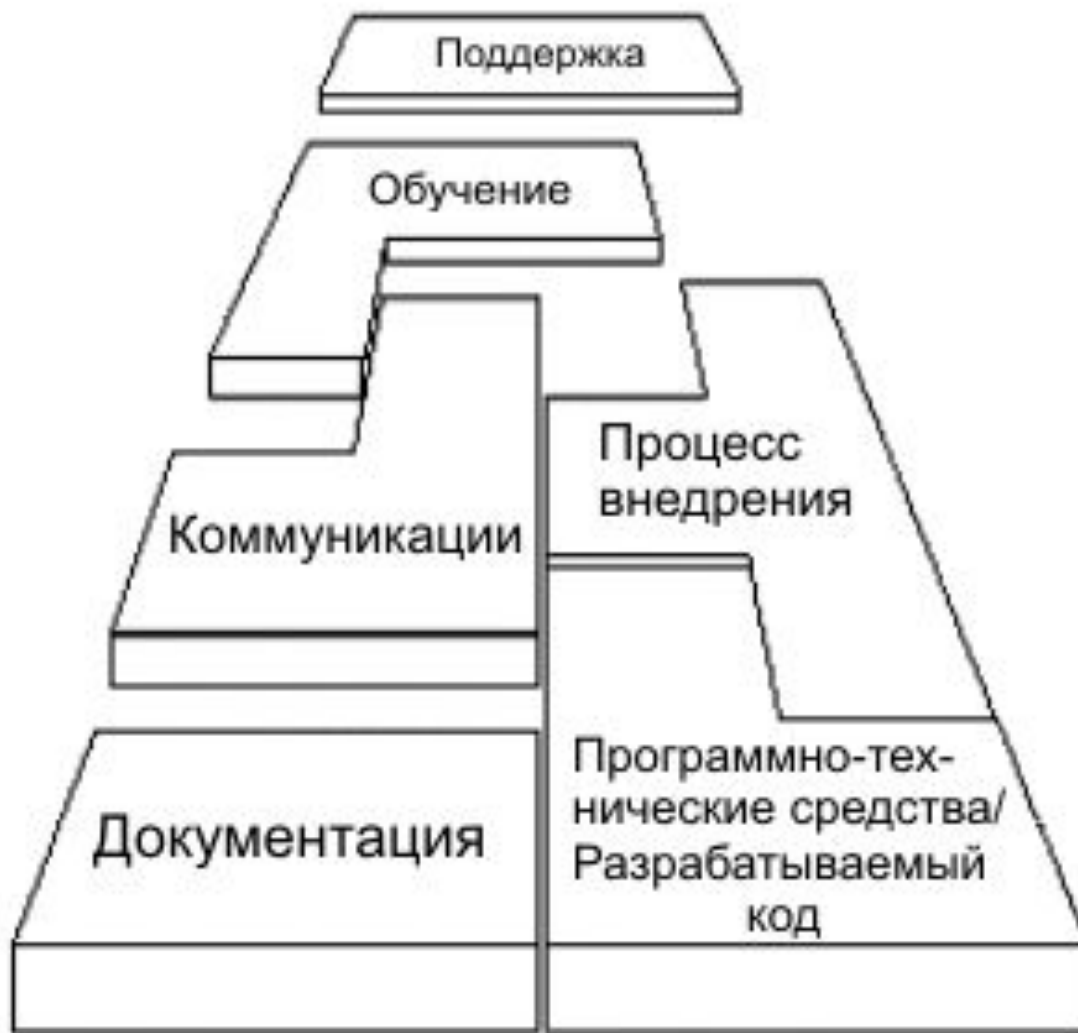 Поддержка
Обучение
Процесс
внедрения
Коммуникации
Программно-тех-
нические средства/
Разрабатываемый
код
Документация